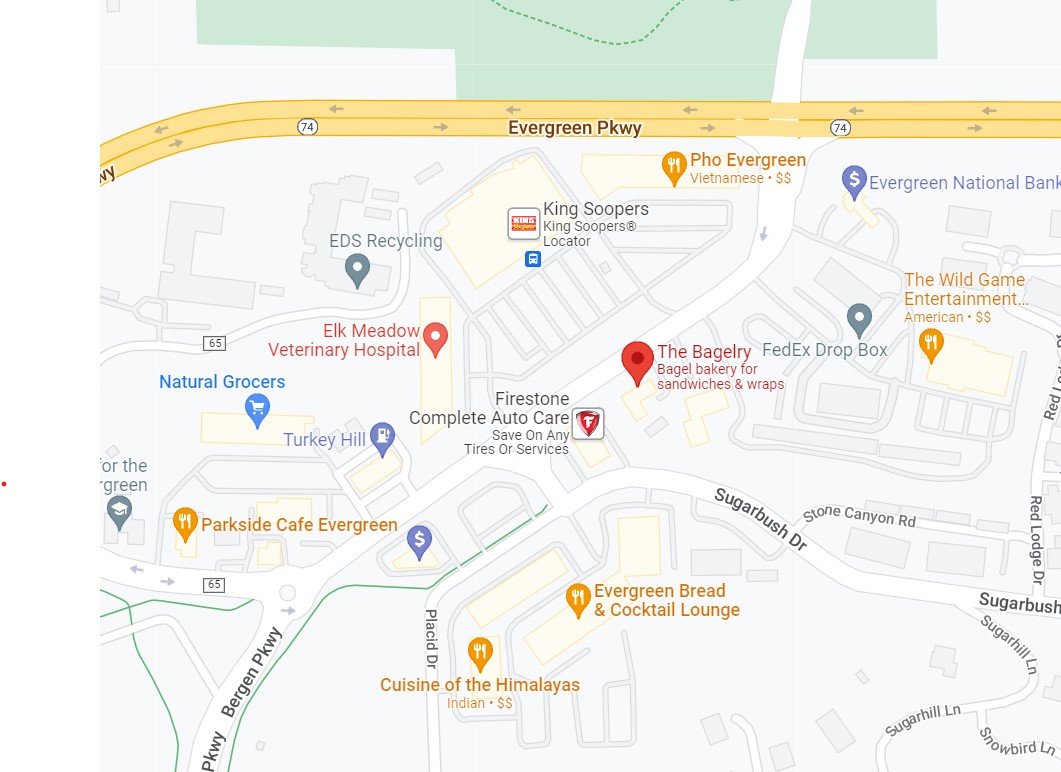 74
Evergreen Pkwy
74
wy
Pho Evergreen
Vietnamese • $$
Evergreen National Bank
King Soopers
King Soopers®
Locator
EDS Recycling
The Wild Game
Entertainment...
American • $$
65
Elk Meadow
Veterinary Hospital
The Bagelry
Bagel bakery for
sandwiches & wraps
FedEx Drop Box
Natural Grocers
Firestone
Complete Auto Care
Save On Any
Tires Or Services
Turkey Hill
for the
rgreen
Parkside Cafe Evergreen
Sugarbush Dr
Stone Canyon Rd
Red Lodge Dr
Red Lo
65
Evergreen Bread
& Cocktail Lounge
Sugarbush
Placid Dr
Bergen Pkwy
Sugarhill Ln
Cuisine of the Himalayas
Indian • $$
Sugarhill Ln
Snowbird Ln
Pkwy